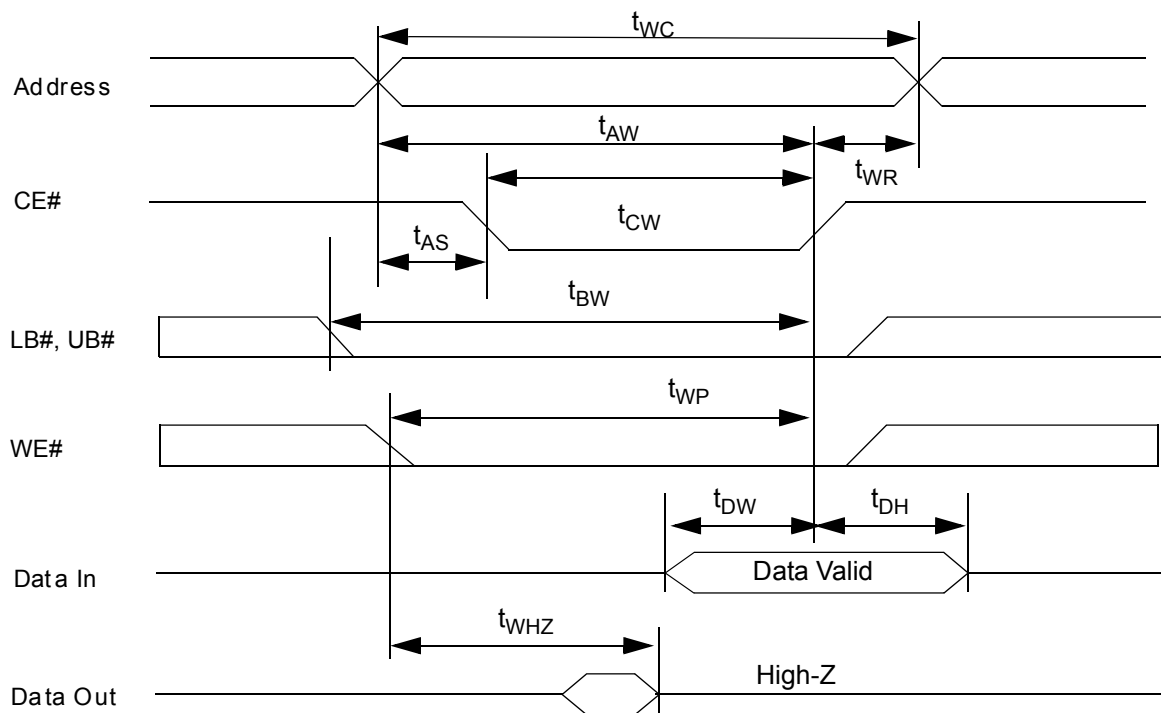 tWC
Address
tAW
tWR
CE#
tCW
tAS
tBW
LB#, UB#
tWP
WE#
tDW
tDH
Data In
Data Valid
tWHZ
Data Out
High-Z